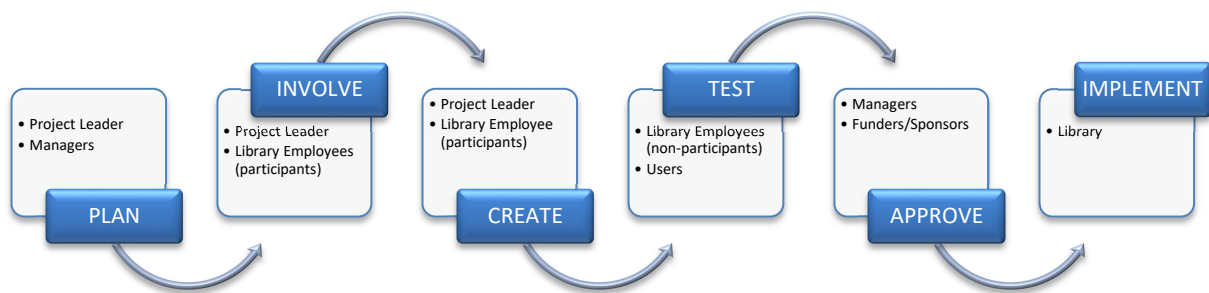 PLAN
• Project Leader
• Managers
INVOLVE
• Project Leader
• Library Employees
(participants)
CREATE
• Project Leader
• Library Employee
(participants)
TEST
• Library Employees
(non-participants)
• Users
APPROVE
• Managers
• Funders/Sponsors
IMPLEMENT
• Library